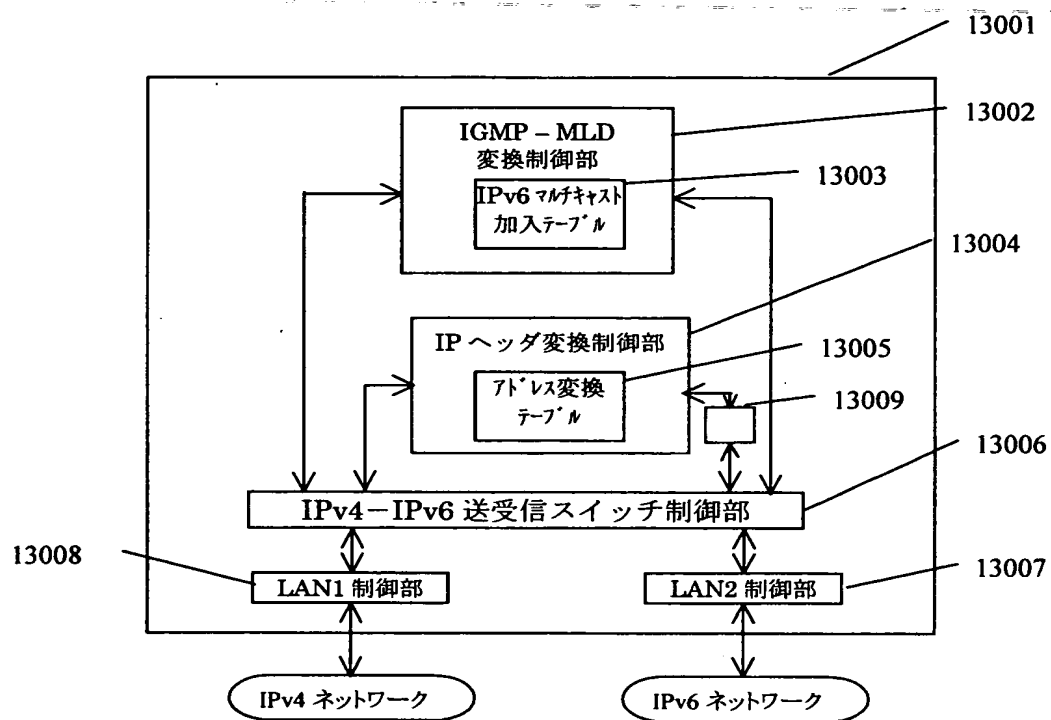 13001
13002
IGMP – MLD
変換制御部
13003
IPv6 ﾏﾙﾁｷｬｽﾄ
加入ﾃｰﾌﾞﾙ
13004
IP ヘッダ変換制御部
13005
ｱﾄﾞﾚｽ変換
ﾃｰﾌﾞﾙ
13009
13006
IPv4－IPv6 送受信スイッチ制御部
13008
LAN1 制御部
LAN2 制御部
13007
IPv4 ネットワーク
IPv6 ネットワーク